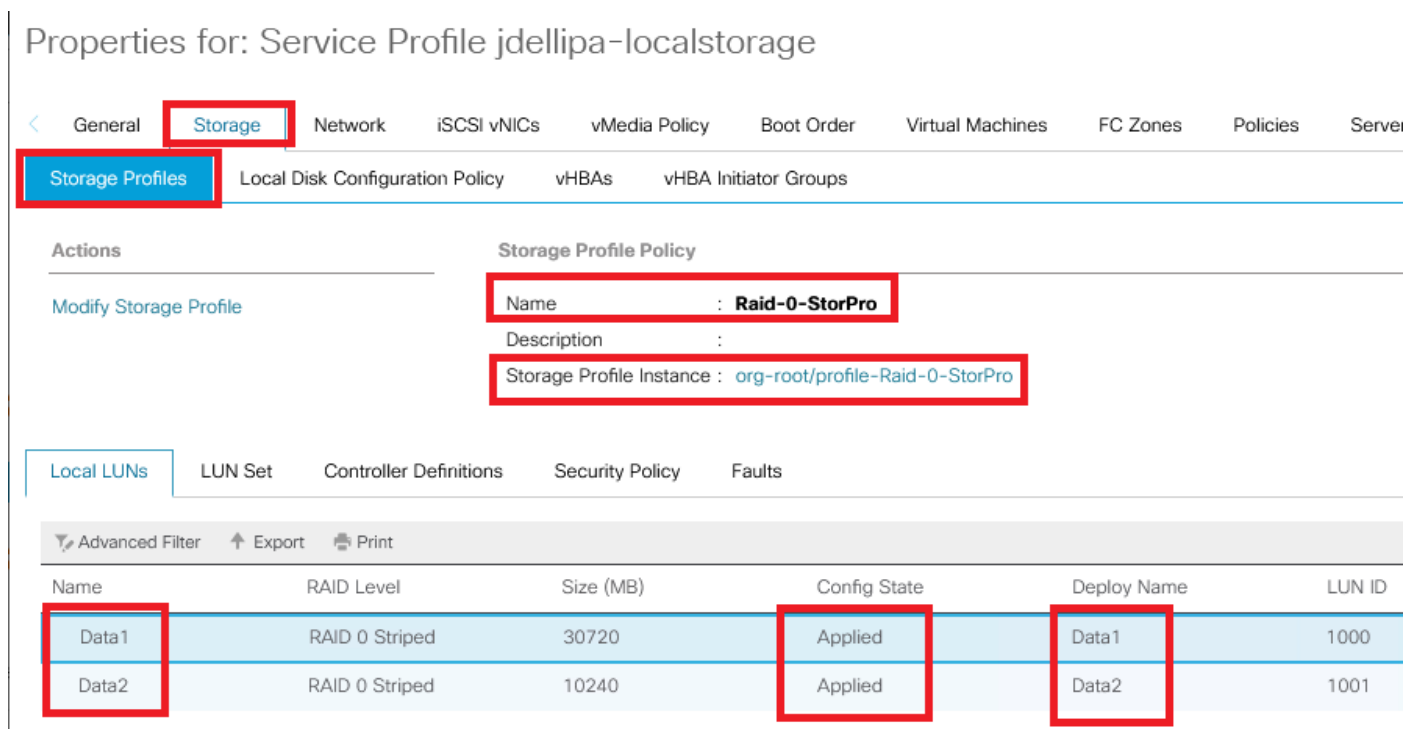 Properties for: Service Profile jdellipa-localstorage
General Storage Network iSCSI vNICs vMedia Policy Boot Order Virtual Machines FC Zones Policies Server
Storage Profiles Local Disk Configuration Policy vHBAs vHBA Initiator Groups
Actions Storage Profile Policy
Modify Storage Profile Name : Raid-0-StorPro
Description :
Storage Profile Instance : org-root/profile-Raid-0-StorPro
Local LUNs LUN Set Controller Definitions Security Policy Faults
Advanced Filter Export Print
Name RAID Level Size (MB) Config State Deploy Name LUN ID
Data1 RAID 0 Striped 30720 Applied Data1 1000
Data2 RAID 0 Striped 10240 Applied Data2 1001